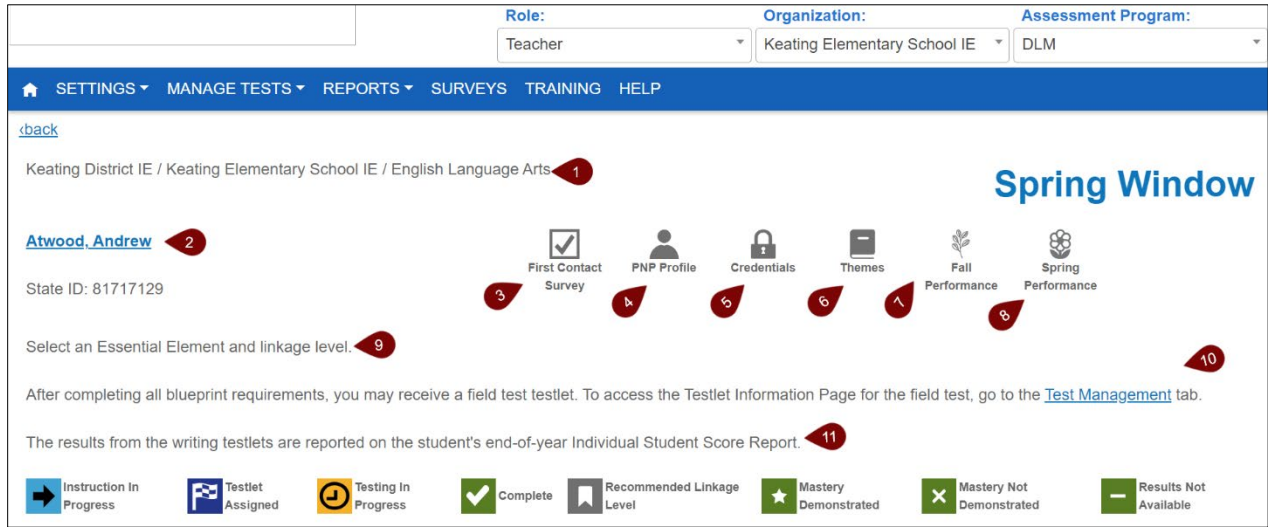 Role: Organization: Assessment Program:
Teacher Keating Elementary School IE DLM
SETTINGS MANAGE TESTS REPORTS SURVEYS TRAINING HELP
‹back
Keating District IE / Keating Elementary School IE / English Language Arts 1
Spring Window
Atwood, Andrew 2
First Contact Survey
PNP Profile
Credentials
Themes
Fall Performance
Spring Performance
State ID: 81717129
3 4 5 6 7 8
Select an Essential Element and linkage level. 9
10
After completing all blueprint requirements, you may receive a field test testlet. To access the Testlet Information Page for the field test, go to the Test Management tab.
The results from the writing testlets are reported on the student's end-of-year Individual Student Score Report. 11
Instruction In Progress
Testlet Assigned
Testing In Progress
Complete
Recommended Linkage Level
Mastery Demonstrated
Mastery Not Demonstrated
Results Not Available